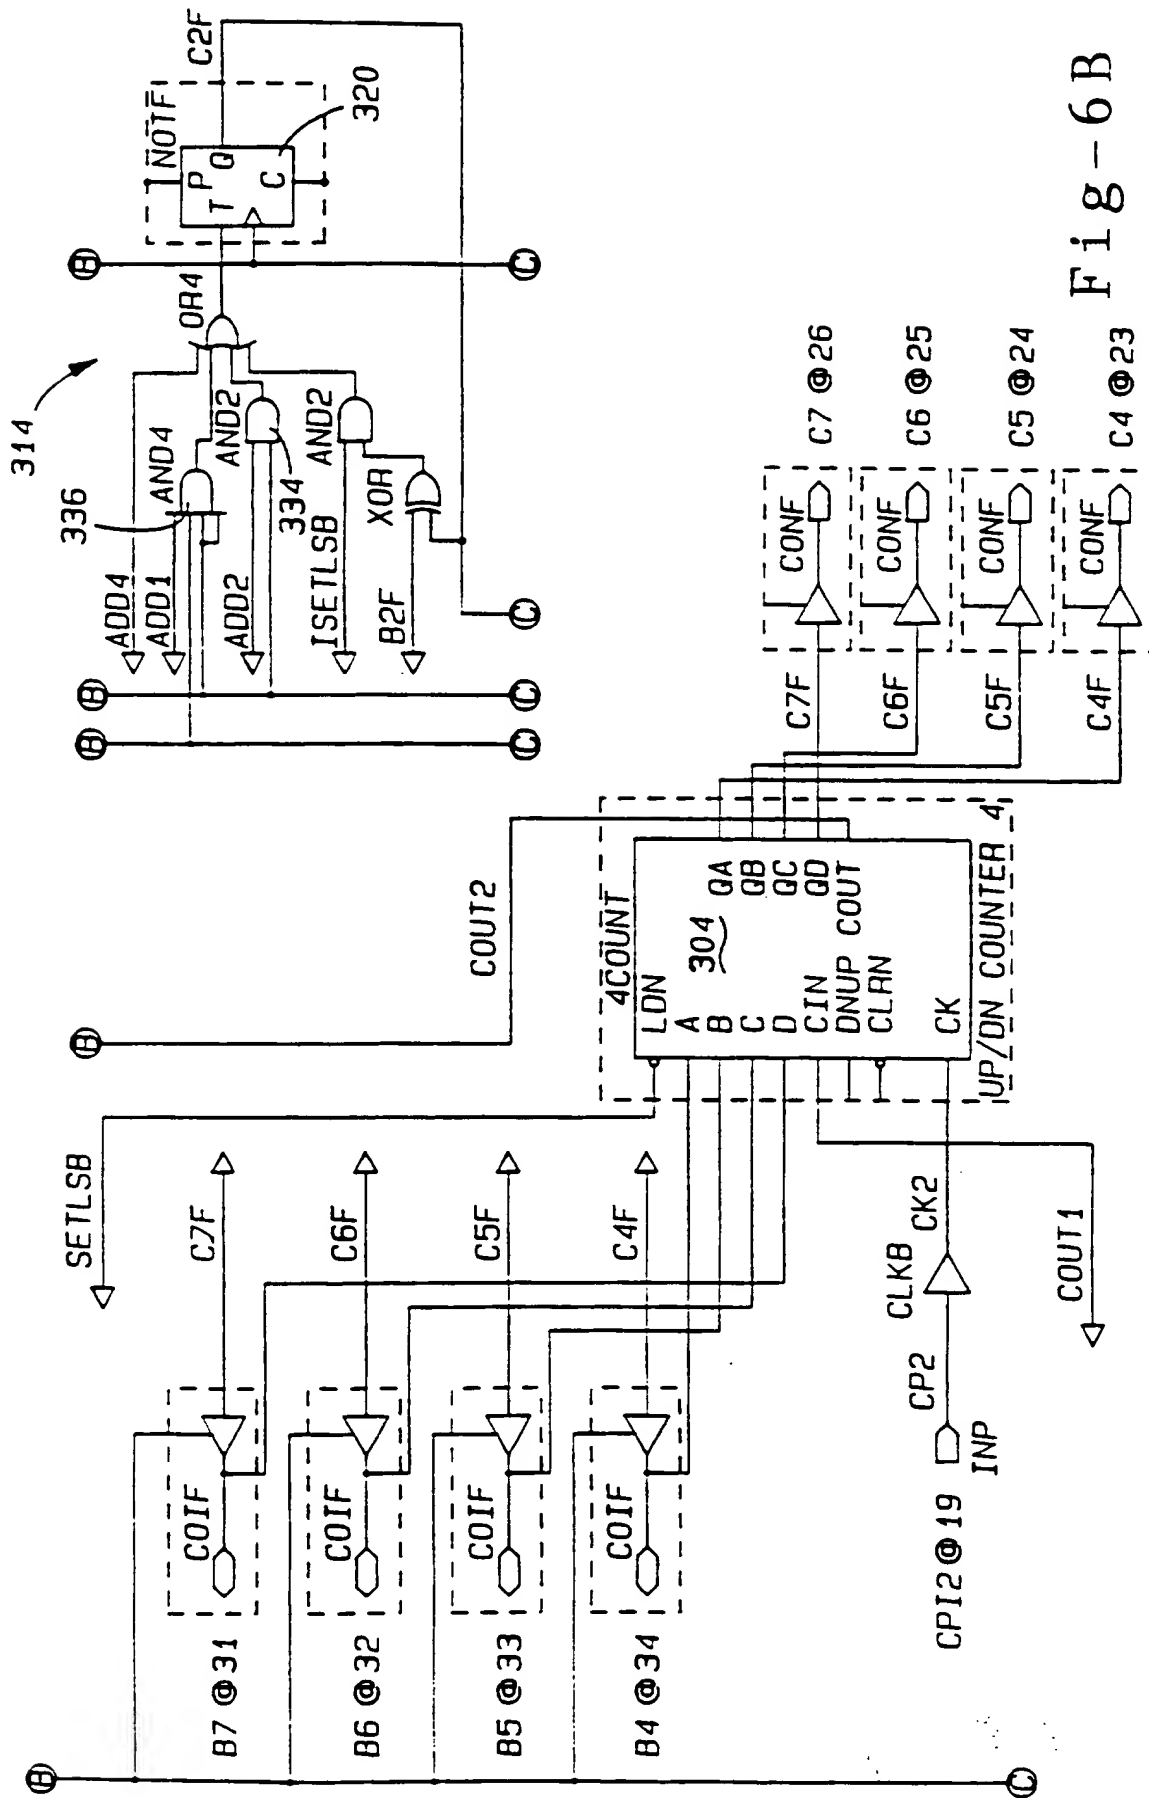 B
B7 @31
COIF
C7F
B6 @32
COIF
C6F
B5 @33
COIF
C5F
B4 @34
COIF
C4F
C
SETLSB
CPI2 @19
INP
CP2
CLKB
CK2
COUT1
B
COUT2
4COUNT
LDN
A
B
C
D
CIN
DNUP
CLRN
CK
304
QA
QB
QC
QD
COUT
UP/DN COUNTER 4
C7F
CONF
C7 @26
C6F
CONF
C6 @25
C5F
CONF
C5 @24
C4F
CONF
C4 @23
B
B
C
C
314
336
ADD4
ADD1
AND4
ADD2
AND2
334
ISETLSB
AND2
B2F
XOR
C
OR4
B
C
NOTF
T
P
Q
C
C2F
320
Fig-6B